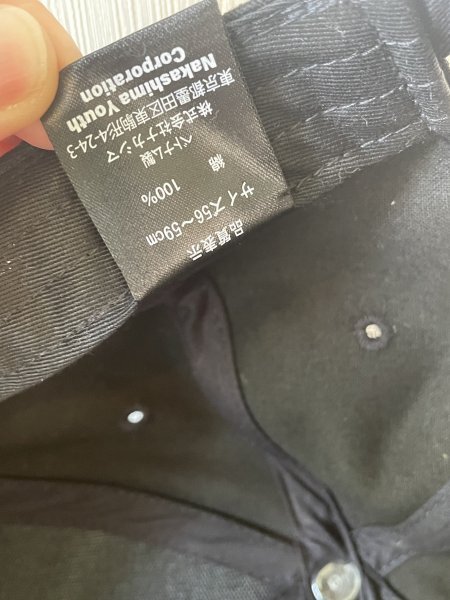 品質表示
サイズ56～59cm
綿 100%
ベトナム製
株式会社ナカシマ
東京都墨田区東駒形4-24-3
Nakashima Youth
Corporation